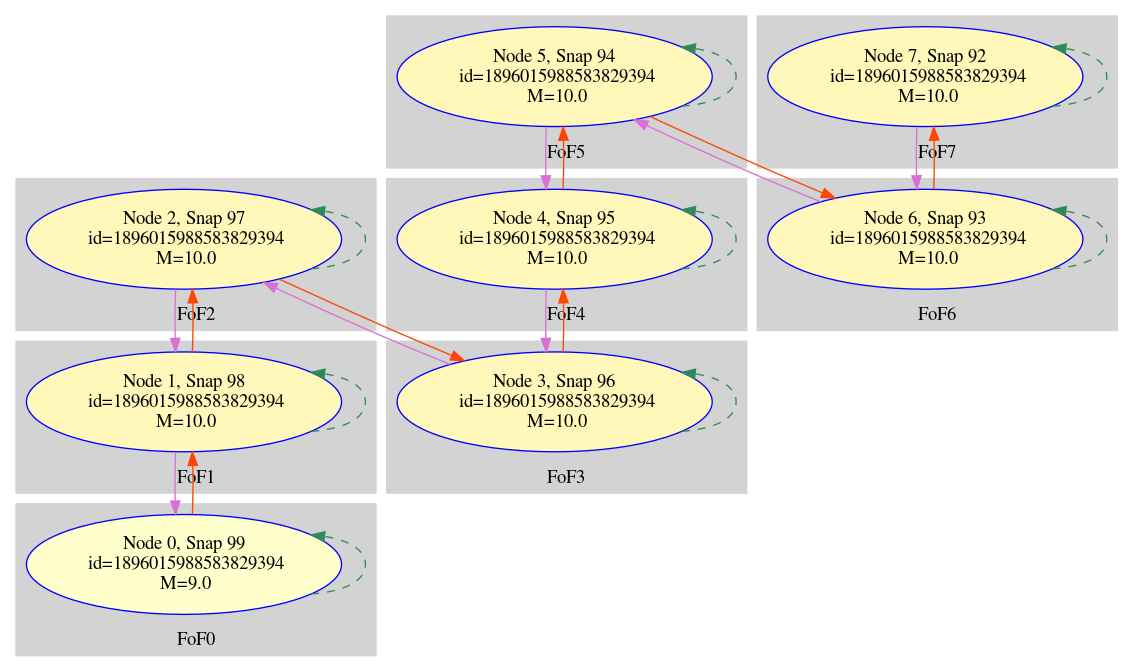 Node 5, Snap 94
id=1896015988583829394
M=10.0
FoF5
Node 7, Snap 92
id=1896015988583829394
M=10.0
FoF7
Node 2, Snap 97
id=1896015988583829394
M=10.0
FoF2
Node 4, Snap 95
id=1896015988583829394
M=10.0
FoF4
Node 6, Snap 93
id=1896015988583829394
M=10.0
FoF6
Node 1, Snap 98
id=1896015988583829394
M=10.0
FoF1
Node 3, Snap 96
id=1896015988583829394
M=10.0
FoF3
Node 0, Snap 99
id=1896015988583829394
M=9.0
FoF0